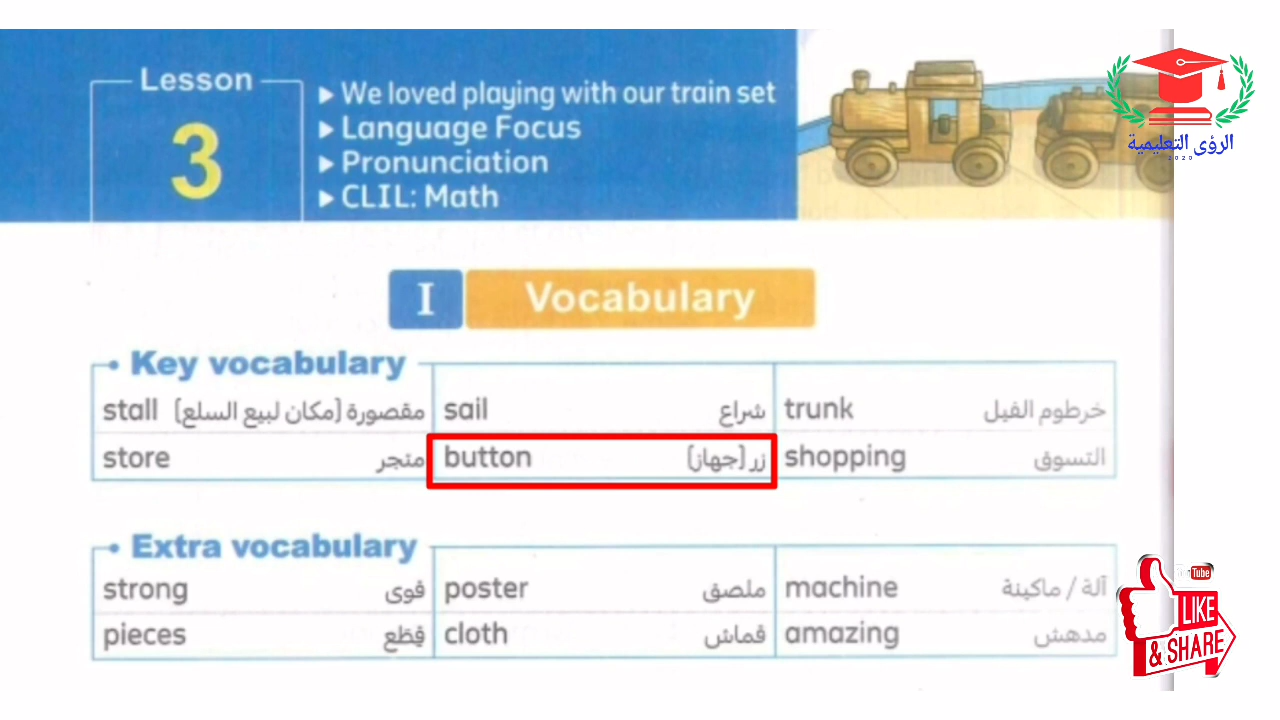 Lesson
3
▶ We loved playing with our train set
▶ Language Focus
▶ Pronunciation
▶ CLIL: Math
الرؤى التعليمية
2020
I Vocabulary
• Key vocabulary
stall مقصورة (مكان لبيع السلع) sail شراع trunk خرطوم الفيل
store متجر button زر (جهاز) shopping التسوق
• Extra vocabulary
strong قوى poster ملصق machine آلة / ماكينة
pieces قِطَع cloth قماش amazing مدهش
Tube
LIKE
& SHARE